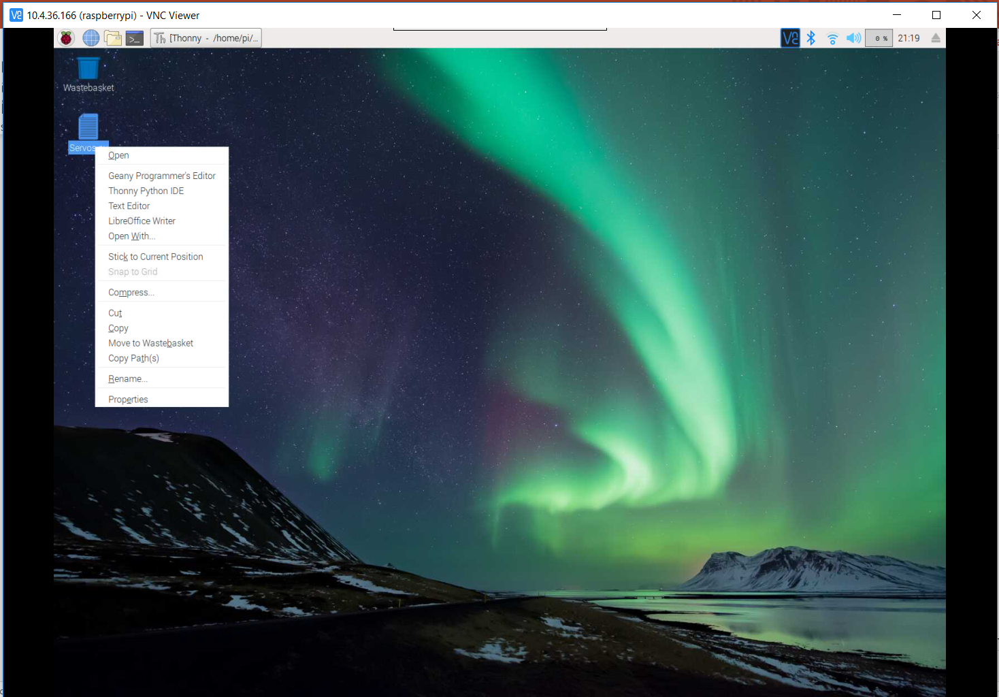 10.4.36.166 (raspberrypi) - VNC Viewer
[Thonny - /home/pi/...
0 %
21:19
Wastebasket
Servos
Open
Geany Programmer's Editor
Thonny Python IDE
Text Editor
LibreOffice Writer
Open With...
Stick to Current Position
Snap to Grid
Compress...
Cut
Copy
Move to Wastebasket
Copy Path(s)
Rename...
Properties